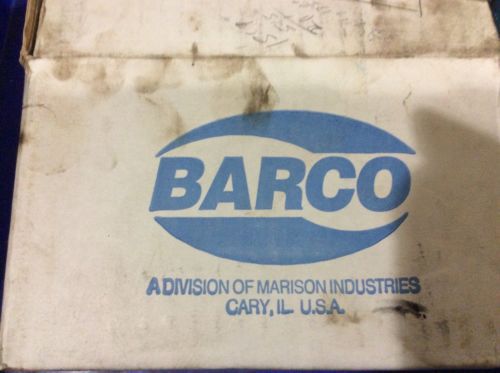 BARCO
A DIVISION OF MARISON INDUSTRIES
CARY, IL. U.S.A.